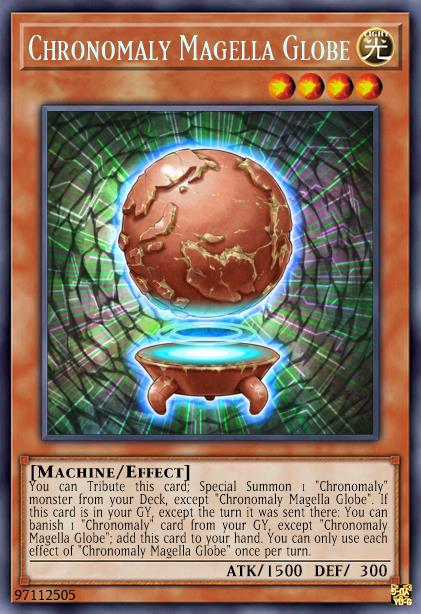 CHRONOMALY MAGELLA GLOBE
LIGHT
光
[MACHINE/EFFECT]
You can Tribute this card; Special Summon 1 "Chronomaly"
monster from your Deck, except "Chronomaly Magella Globe". If
this card is in your GY, except the turn it was sent there: You can
banish 1 "Chronomaly" card from your GY, except "Chronomaly
Magella Globe"; add this card to your hand. You can only use each
effect of "Chronomaly Magella Globe" once per turn.
ATK/1500 DEF/ 300
97112505